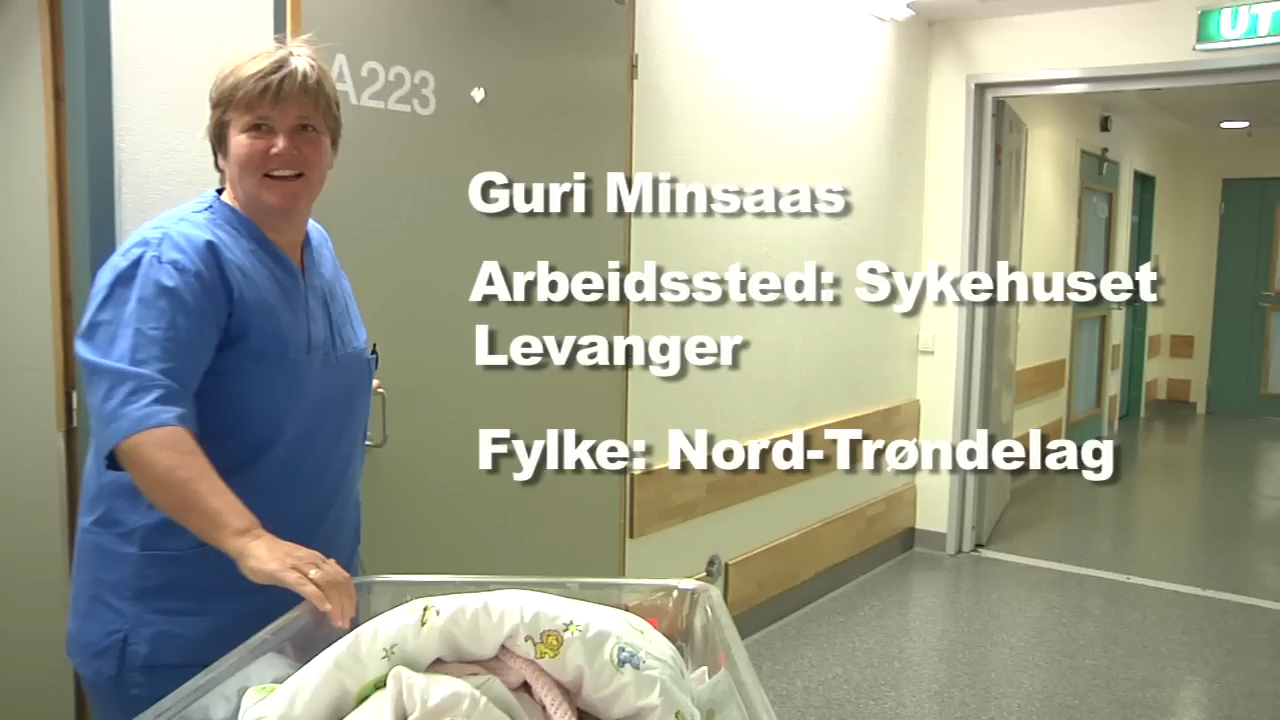 UT
A223
Guri Minsaas
Arbeidssted: Sykehuset
Levanger
Fylke: Nord-Trøndelag